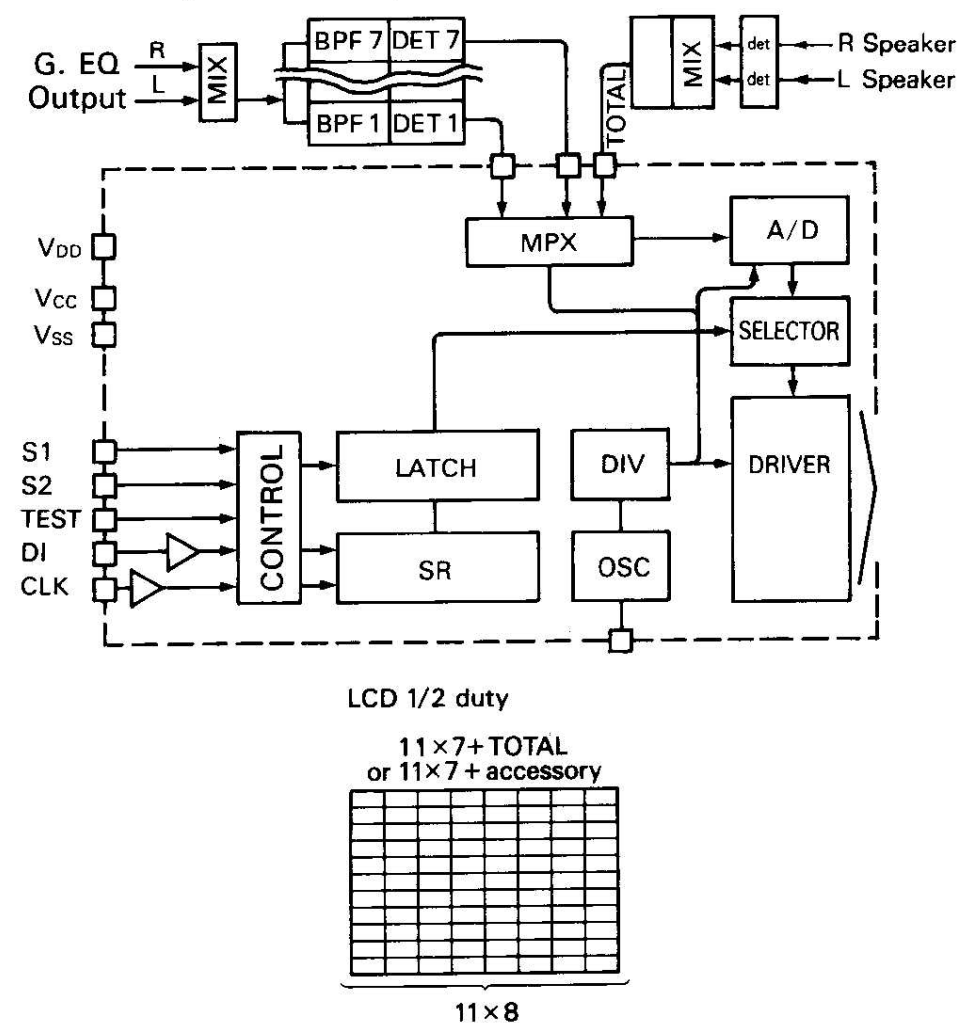 BPF 7 DET 7
R
G. EQ
Output
L
MIX
BPF 1 DET 1
TOTAL
MIX
det
det
R Speaker
L Speaker
MPX
A/D
VDD
VCC
VSS
SELECTOR
S1
S2
TEST
DI
CLK
CONTROL
LATCH
SR
DIV
OSC
DRIVER
LCD 1/2 duty
11×7+TOTAL
or 11×7+accessory
11×8